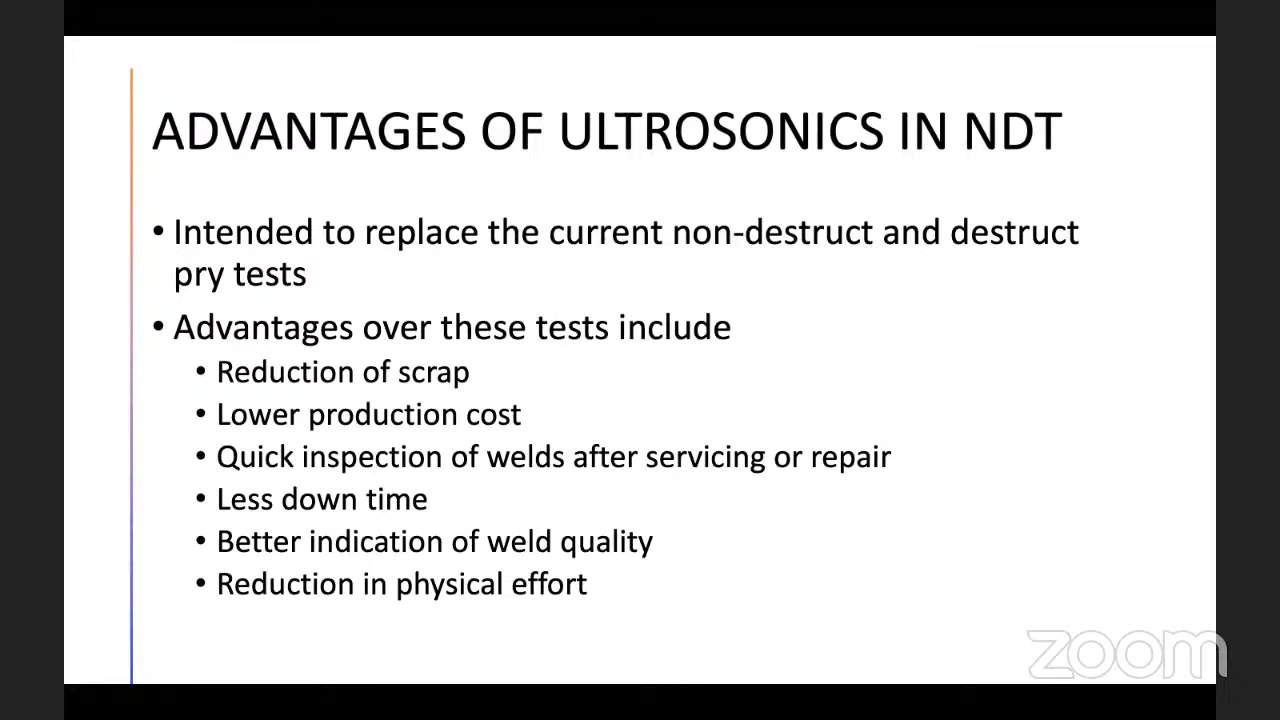 ADVANTAGES OF ULTROSONICS IN NDT
• Intended to replace the current non-destruct and destruct
pry tests
• Advantages over these tests include
• Reduction of scrap
• Lower production cost
• Quick inspection of welds after servicing or repair
• Less down time
• Better indication of weld quality
• Reduction in physical effort
zoom